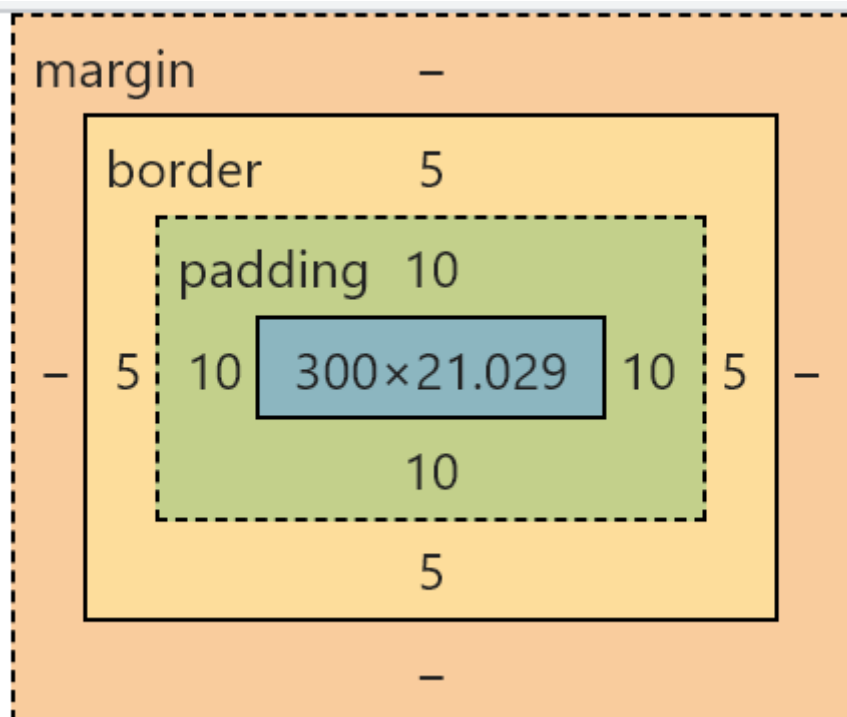 margin –
border 5
padding 10
– 5 10 300×21.029 10 5 –
10
5
–